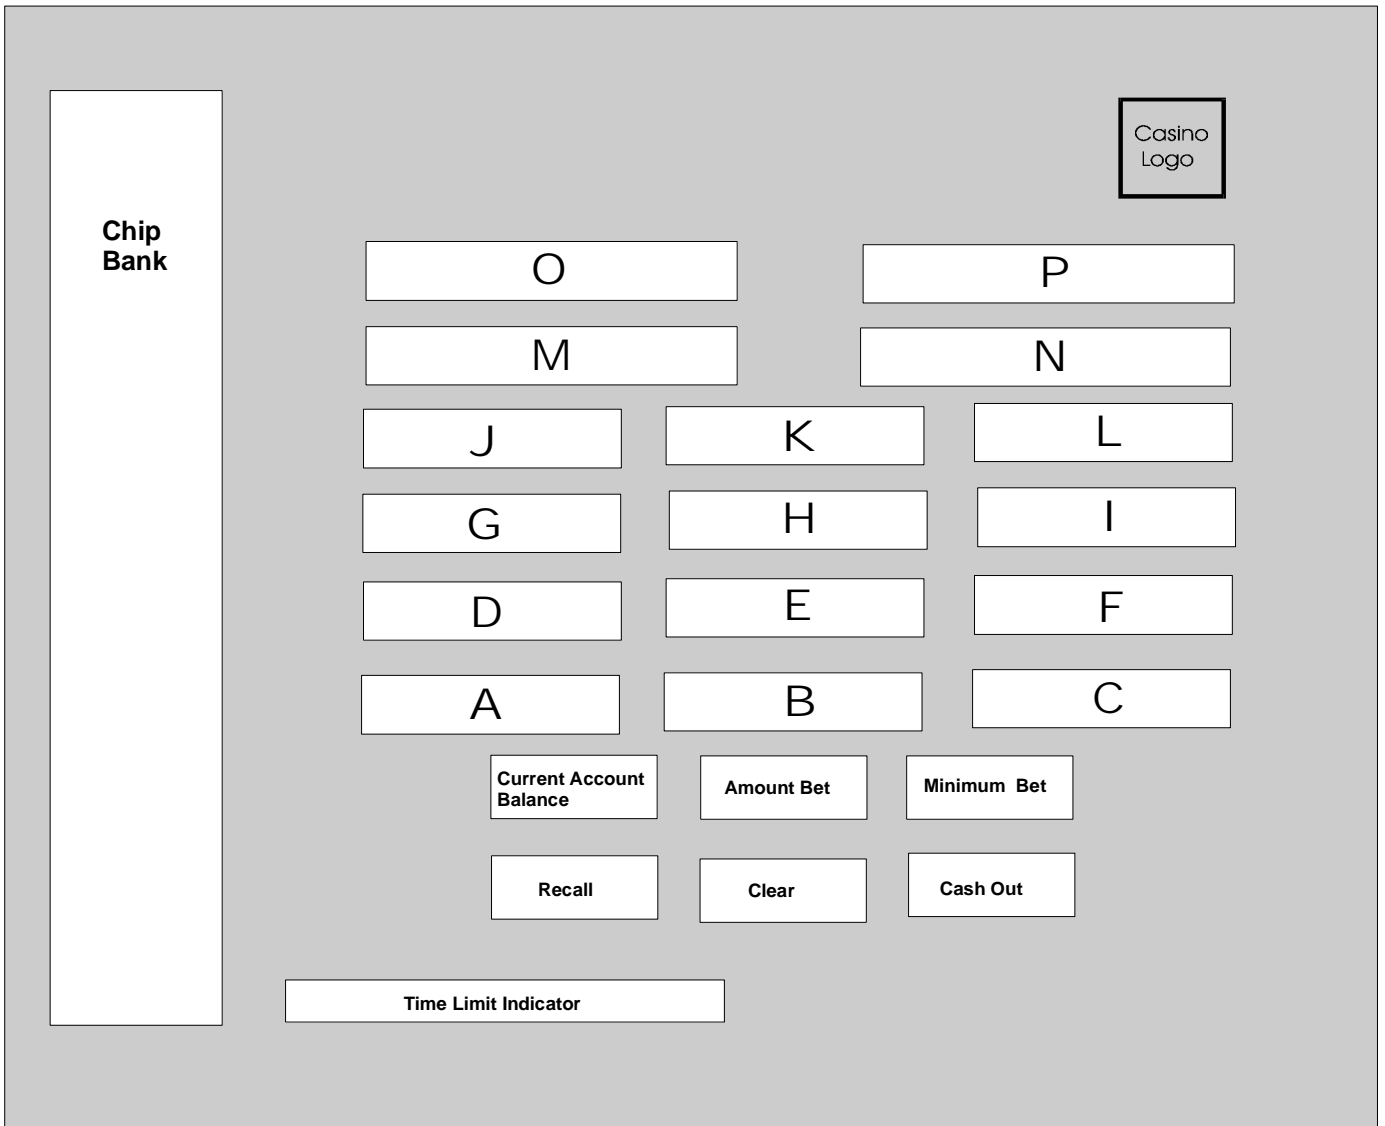 Casino
Logo
Chip
Bank
O
P
M
N
J
K
L
G
H
I
D
E
F
A
B
C
Current Account
Balance
Amount Bet
Minimum Bet
Recall
Clear
Cash Out
Time Limit Indicator